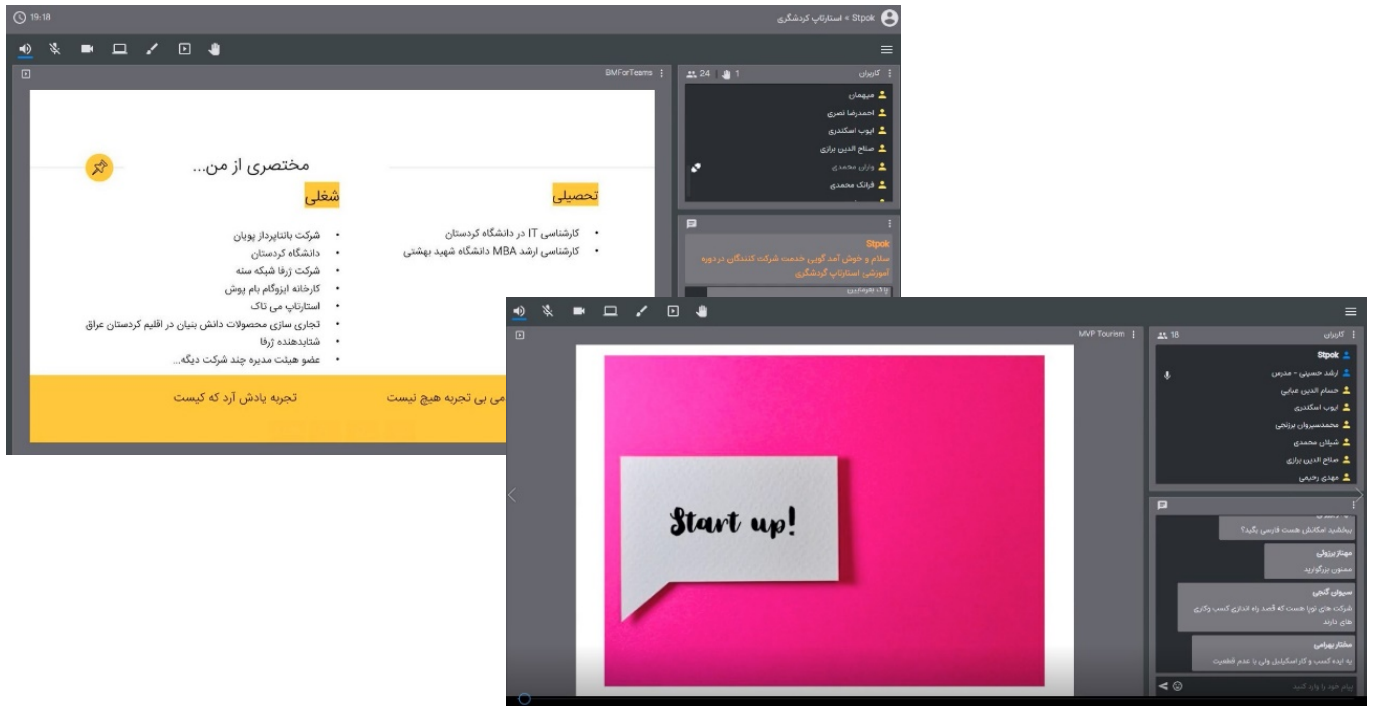 19:18
Stpok » استارتاپ گردشگری
BMForTeams
مختصری از من...
تحصیلی
کارشناسی IT در دانشگاه کردستان
کارشناسی ارشد MBA دانشگاه شهید بهشتی
شغلی
شرکت باناپرداز پویان
دانشگاه کردستان
شرکت ژرفا شبکه سنه
کارخانه ایزوگام بام پوش
استارتاپ می تاک
تجاری سازی محصولات دانش بنیان در اقلیم کردستان عراق
شتابدهنده ژرفا
عضو هیئت مدیره چند شرکت دیگه...
می بی تجربه هیچ نیست
تجربه یادش آرد که کیست
کاربران
24 | 1
میهمان
احمدرضا نصری
ایوب اسکندری
صلاح الدین برازی
واران محمدی
فرانک محمدی
Stpok
سلام و خوش آمد گویی خدمت شرکت کنندگان در دوره
آموزشی استارتاپ گردشگری
MVP Tourism
Start up!
کاربران
18
Stpok
ارشد حسینی - مدرس
حسام الدین عبایی
ایوب اسکندری
محمدسیروان برزنجی
شیلان محمدی
صلاح الدین برازی
مهدی رحیمی
ببخشید امکانش هست فارسی بگید؟
مهناز برزوئی
ممنون بزرگوارید
سیوان گنجی
شرکت های نوپا هست که قصد راه اندازی کسب وکاری
های دارند
مختار بهرامی
یه ایده کسب و کار اسکیلبل ولی با عدم قطعیت
پیام خود را وارد کنید